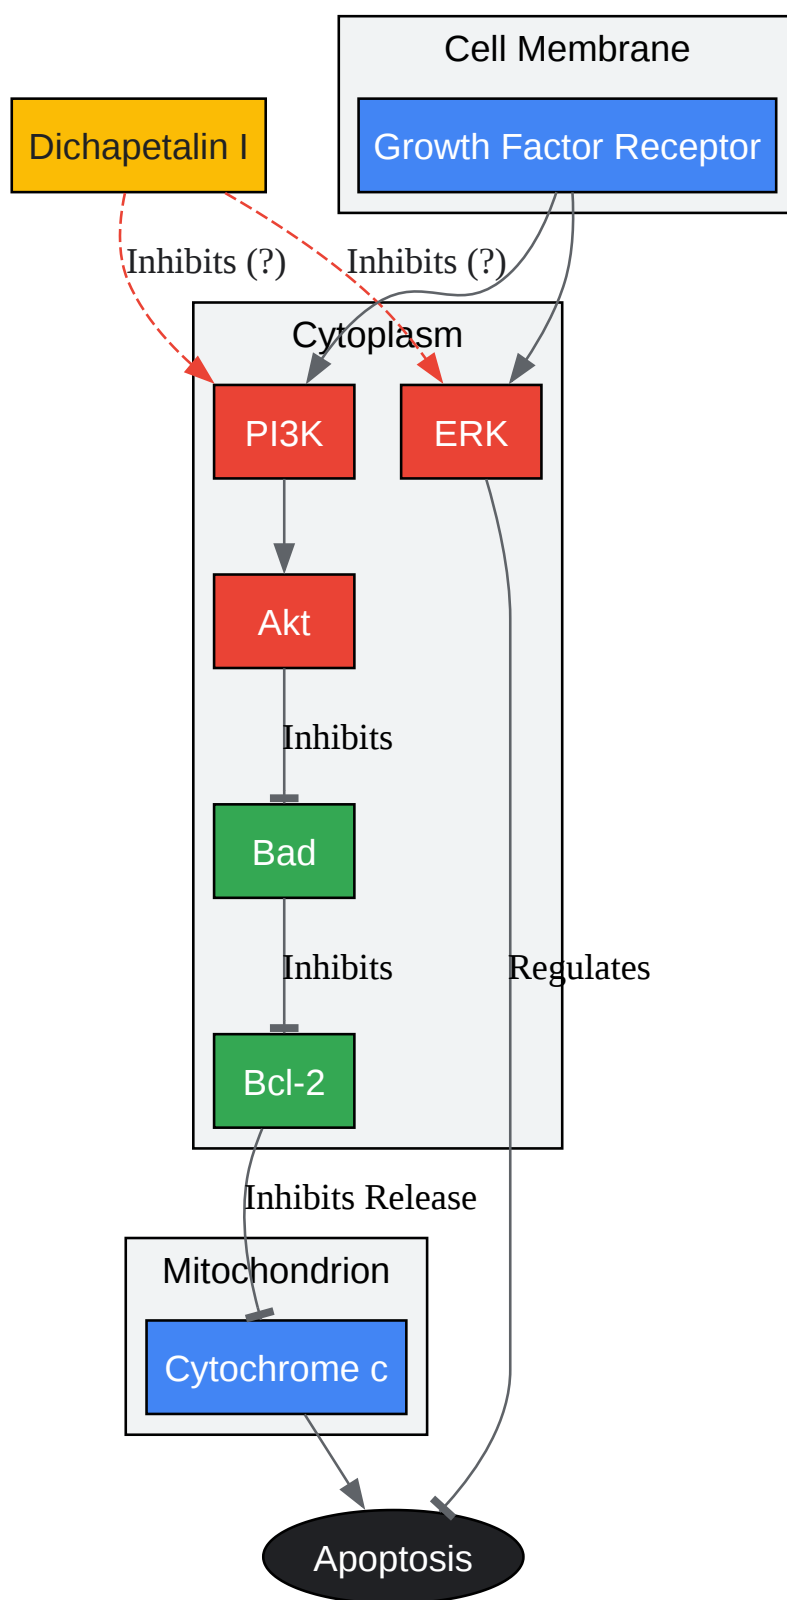 Cell Membrane
Dichapetalin I
Growth Factor Receptor
Inhibits (?)
Inhibits (?)
Cytoplasm
PI3K
ERK
Akt
Inhibits
Bad
Inhibits
Regulates
Bcl-2
Inhibits Release
Mitochondrion
Cytochrome c
Apoptosis